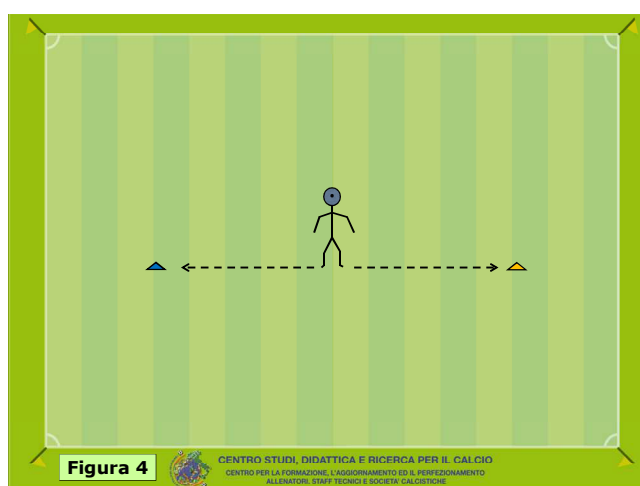 Figura 4
CENTRO STUDI, DIDATTICA E RICERCA PER IL CALCIO
CENTRO PER LA FORMAZIONE, L'AGGIORNAMENTO ED IL PERFEZIONAMENTO
ALLENATORI, STAFF TECNICI E SOCIETA' CALCISTICHE